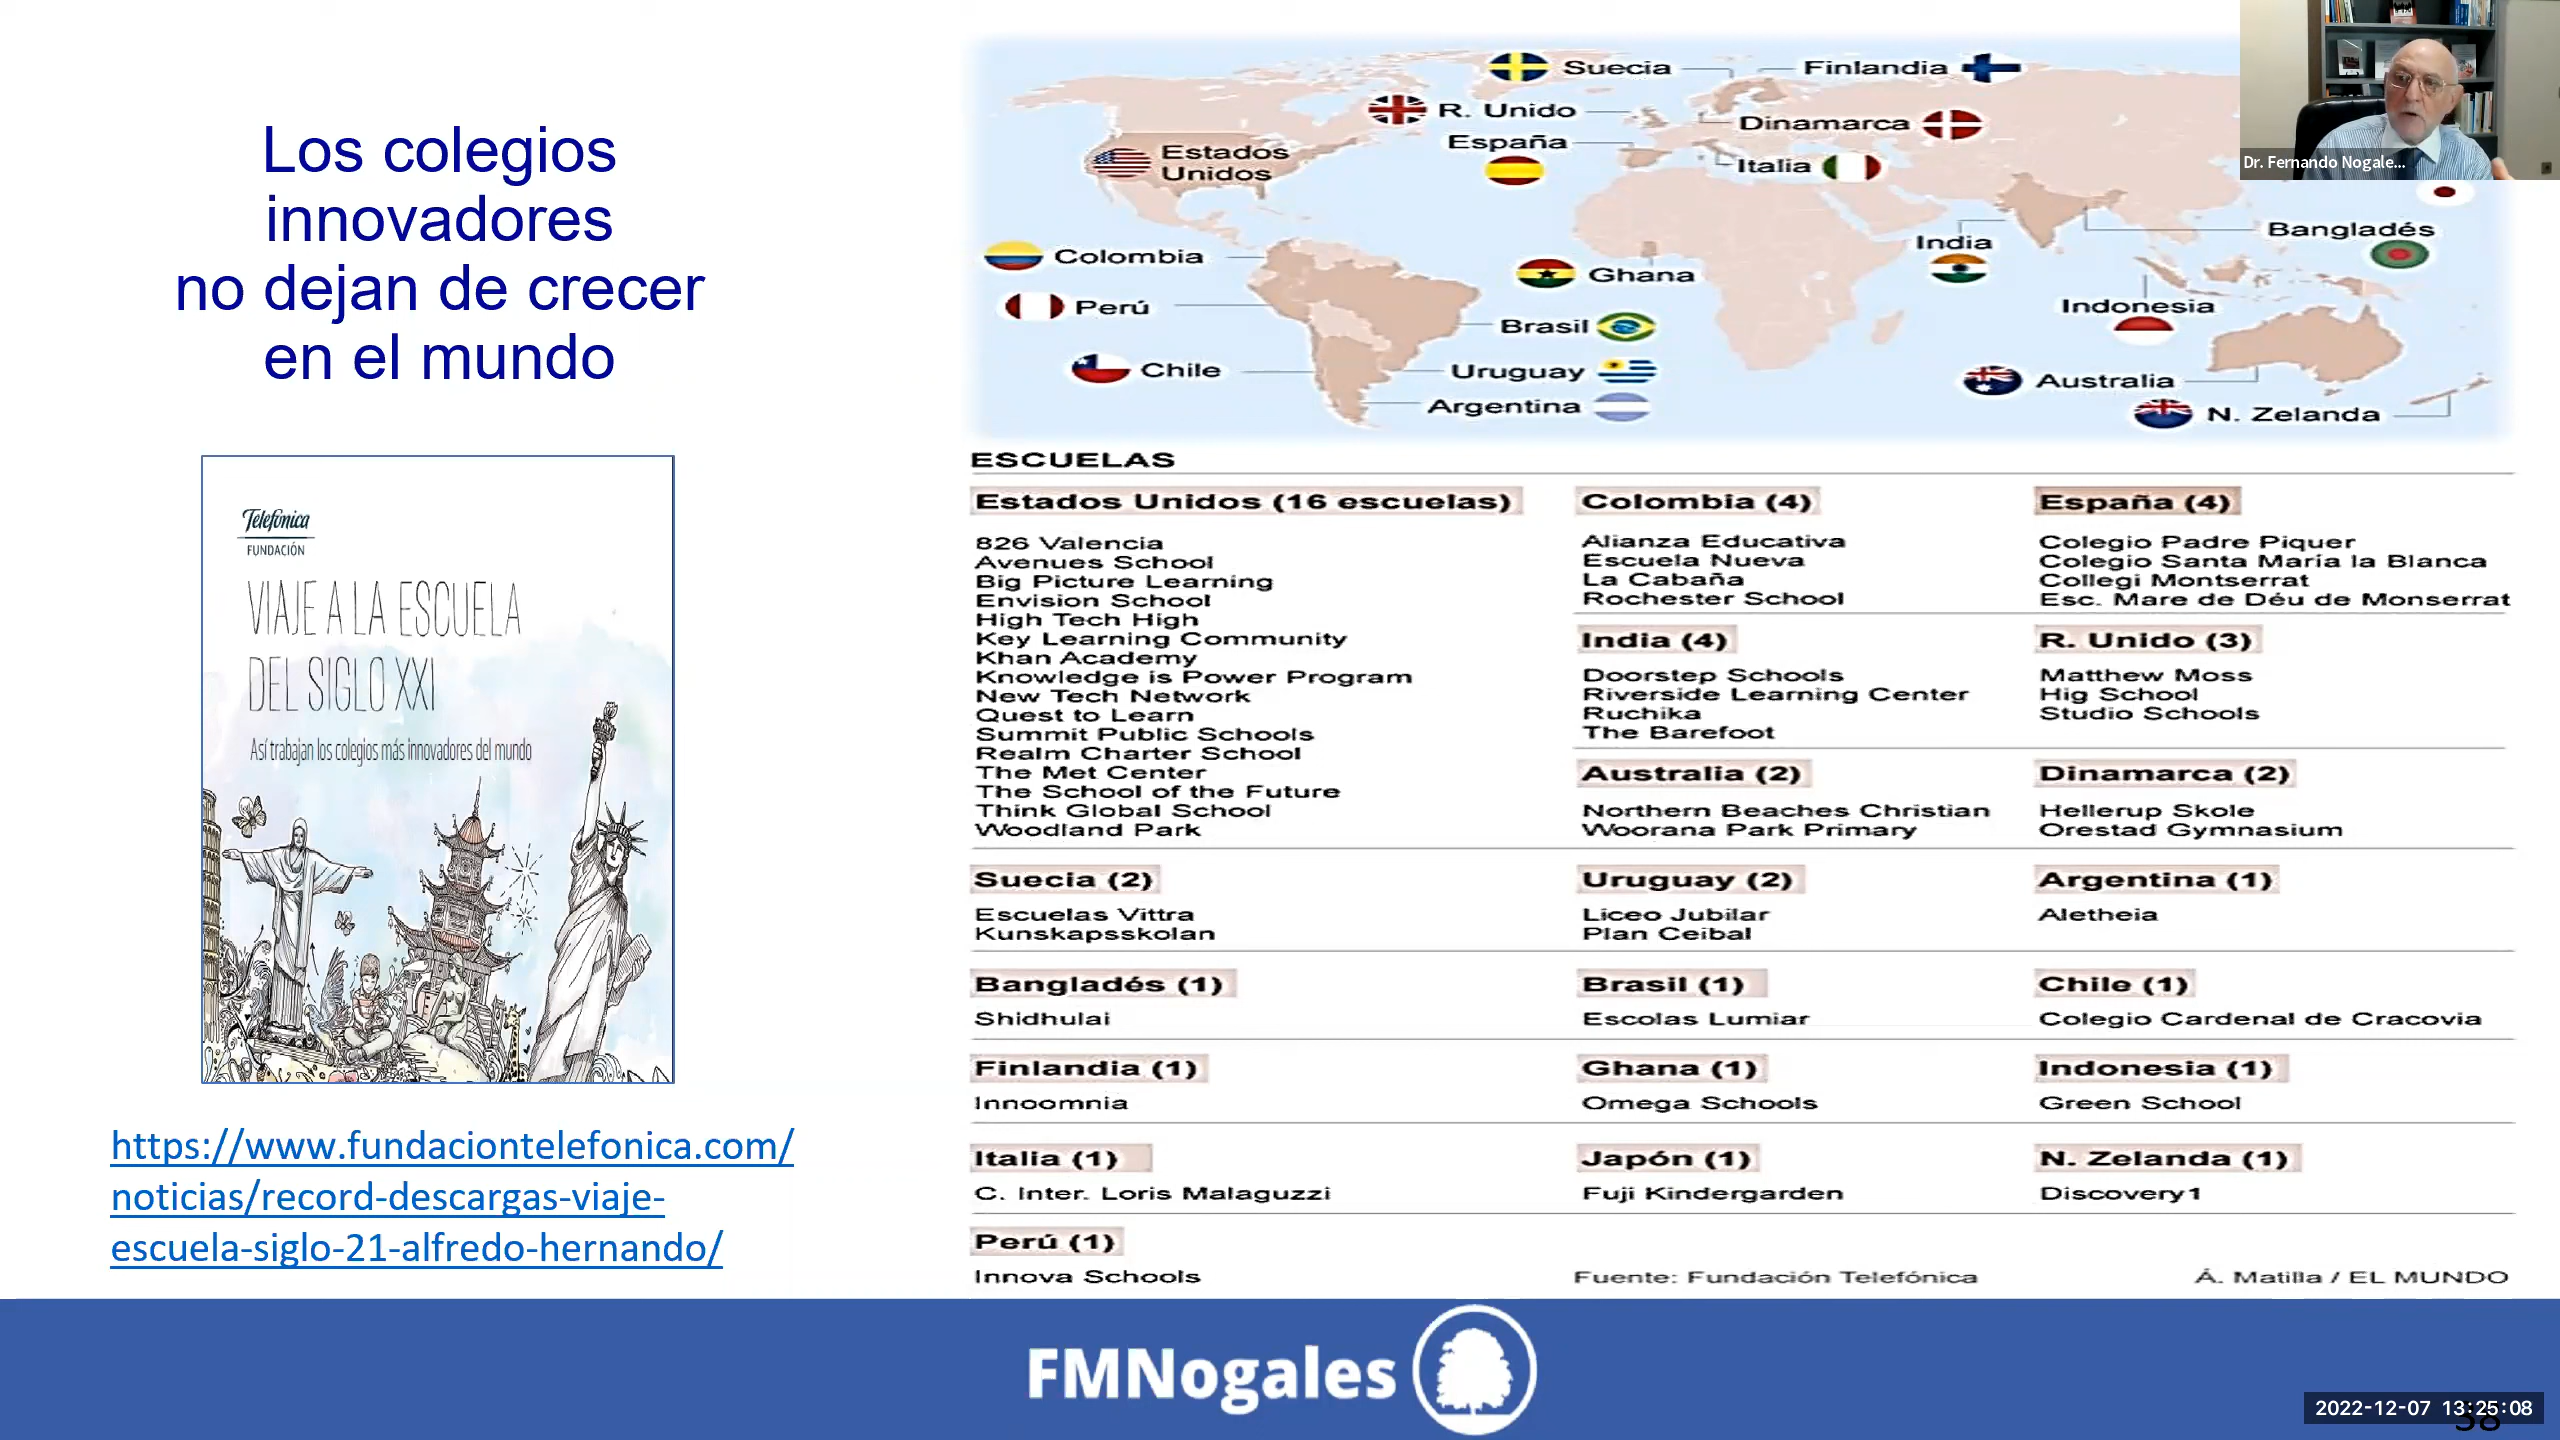 Los colegios
innovadores
no dejan de crecer
en el mundo
Telefónica
FUNDACIÓN
VIAJE A LA ESCUELA
DEL SIGLO XXI
Así trabajan los colegios más innovadores del mundo
https://www.fundaciontelefonica.com/
noticias/record-descargas-viaje-
escuela-siglo-21-alfredo-hernando/
Suecia
Finlandia
R. Unido
Dinamarca
España
Italia
Estados
Unidos
Colombia
Perú
Chile
Ghana
Brasil
Uruguay
Argentina
India
Bangladés
Indonesia
Australia
N. Zelanda
Dr. Fernando Nogale...
ESCUELAS
Estados Unidos (16 escuelas)
826 Valencia
Avenues School
Big Picture Learning
Envision School
High Tech High
Key Learning Community
Khan Academy
Knowledge is Power Program
New Tech Network
Quest to Learn
Summit Public Schools
Realm Charter School
The Met Center
The School of the Future
Think Global School
Woodland Park
Colombia (4)
Alianza Educativa
Escuela Nueva
La Cabaña
Rochester School
España (4)
Colegio Padre Piquer
Colegio Santa María la Blanca
Collegi Montserrat
Esc. Mare de Déu de Monserrat
India (4)
Doorstep Schools
Riverside Learning Center
Ruchika
The Barefoot
R. Unido (3)
Matthew Moss
Hig School
Studio Schools
Australia (2)
Northern Beaches Christian
Woorana Park Primary
Dinamarca (2)
Hellerup Skole
Orestad Gymnasium
Suecia (2)
Escuelas Vittra
Kunskapsskolan
Uruguay (2)
Liceo Jubilar
Plan Ceibal
Argentina (1)
Aletheia
Bangladés (1)
Shidhulai
Brasil (1)
Escolas Lumiar
Chile (1)
Colegio Cardenal de Cracovia
Finlandia (1)
Innoomnia
Ghana (1)
Omega Schools
Indonesia (1)
Green School
Italia (1)
C. Inter. Loris Malaguzzi
Japón (1)
Fuji Kindergarden
N. Zelanda (1)
Discovery1
Perú (1)
Innova Schools
Fuente: Fundación Telefónica
Á. Matilla / EL MUNDO
FMNogales
2022-12-07 13:25:08
38